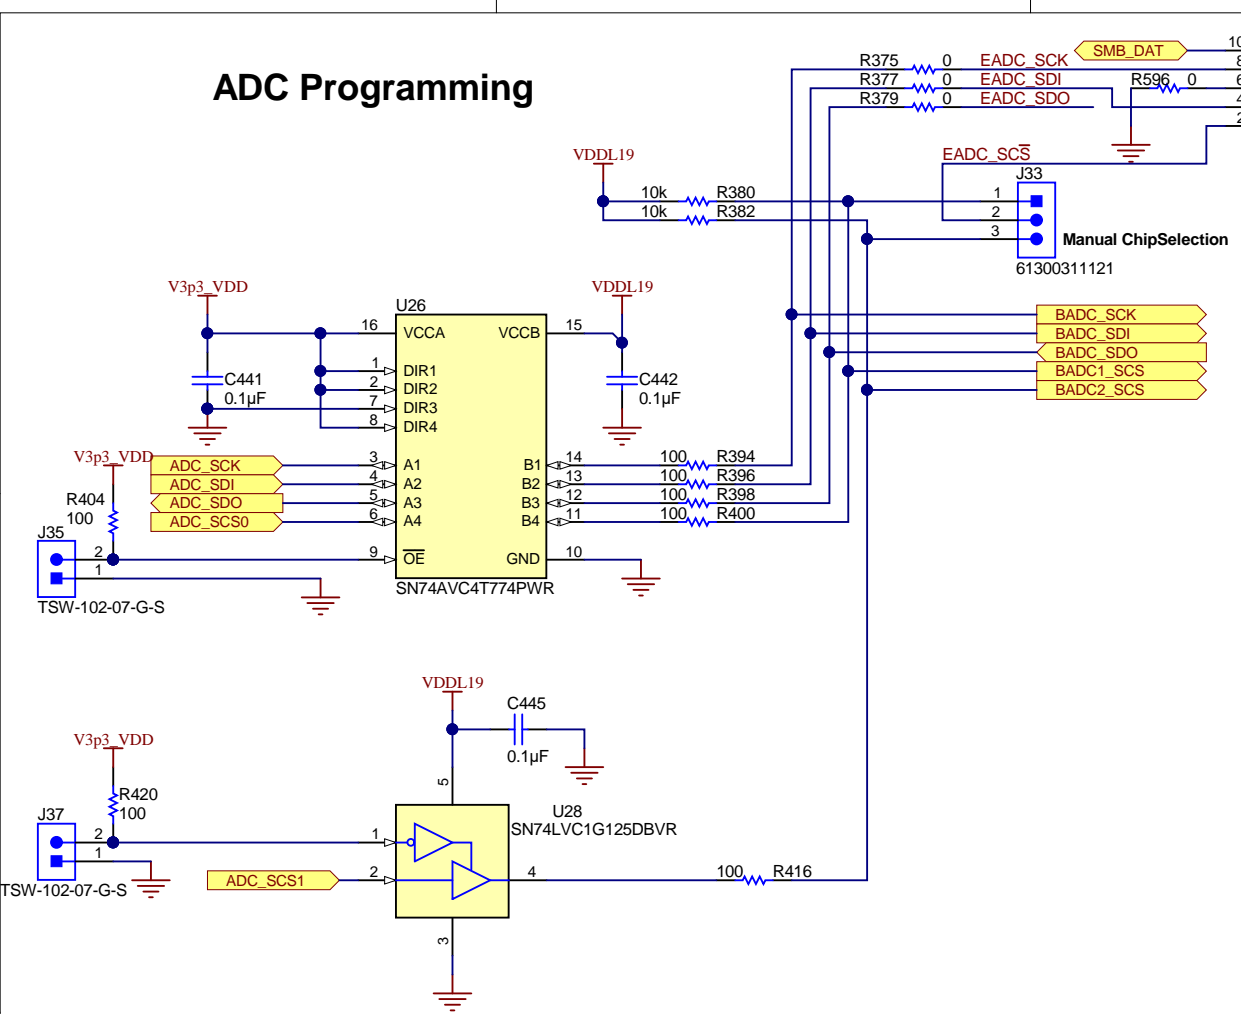 ADC Programming
SMB_DAT
10
R375 0 EADC_SCK
8
R377 0 EADC_SDI
R596 0
6
R379 0 EADC_SDO
4
2
VDDL19
EADC_SCS
J33
10k R380
1
10k R382
2
3
Manual ChipSelection
61300311121
V3p3_VDD
VDDL19
U26
BADC_SCK
16 VCCA VCCB 15
BADC_SDI
BADC_SDO
1 DIR1
BADC1_SCS
C441
0.1µF
2 DIR2
C442
0.1µF
BADC2_SCS
7 DIR3
8 DIR4
V3p3_VDD
ADC_SCK 3 A1 B1 14 100 R394
ADC_SDI 4 A2 B2 13 100 R396
R404
100
ADC_SDO 5 A3 B3 12 100 R398
ADC_SCS0 6 A4 B4 11 100 R400
J35
2
9 OE GND 10
1
SN74AVC4T774PWR
TSW-102-07-G-S
VDDL19
C445
0.1µF
V3p3_VDD
5
R420
100
J37
U28
SN74LVC1G125DBVR
2
1
1
ADC_SCS1 2
4
100 R416
TSW-102-07-G-S
3